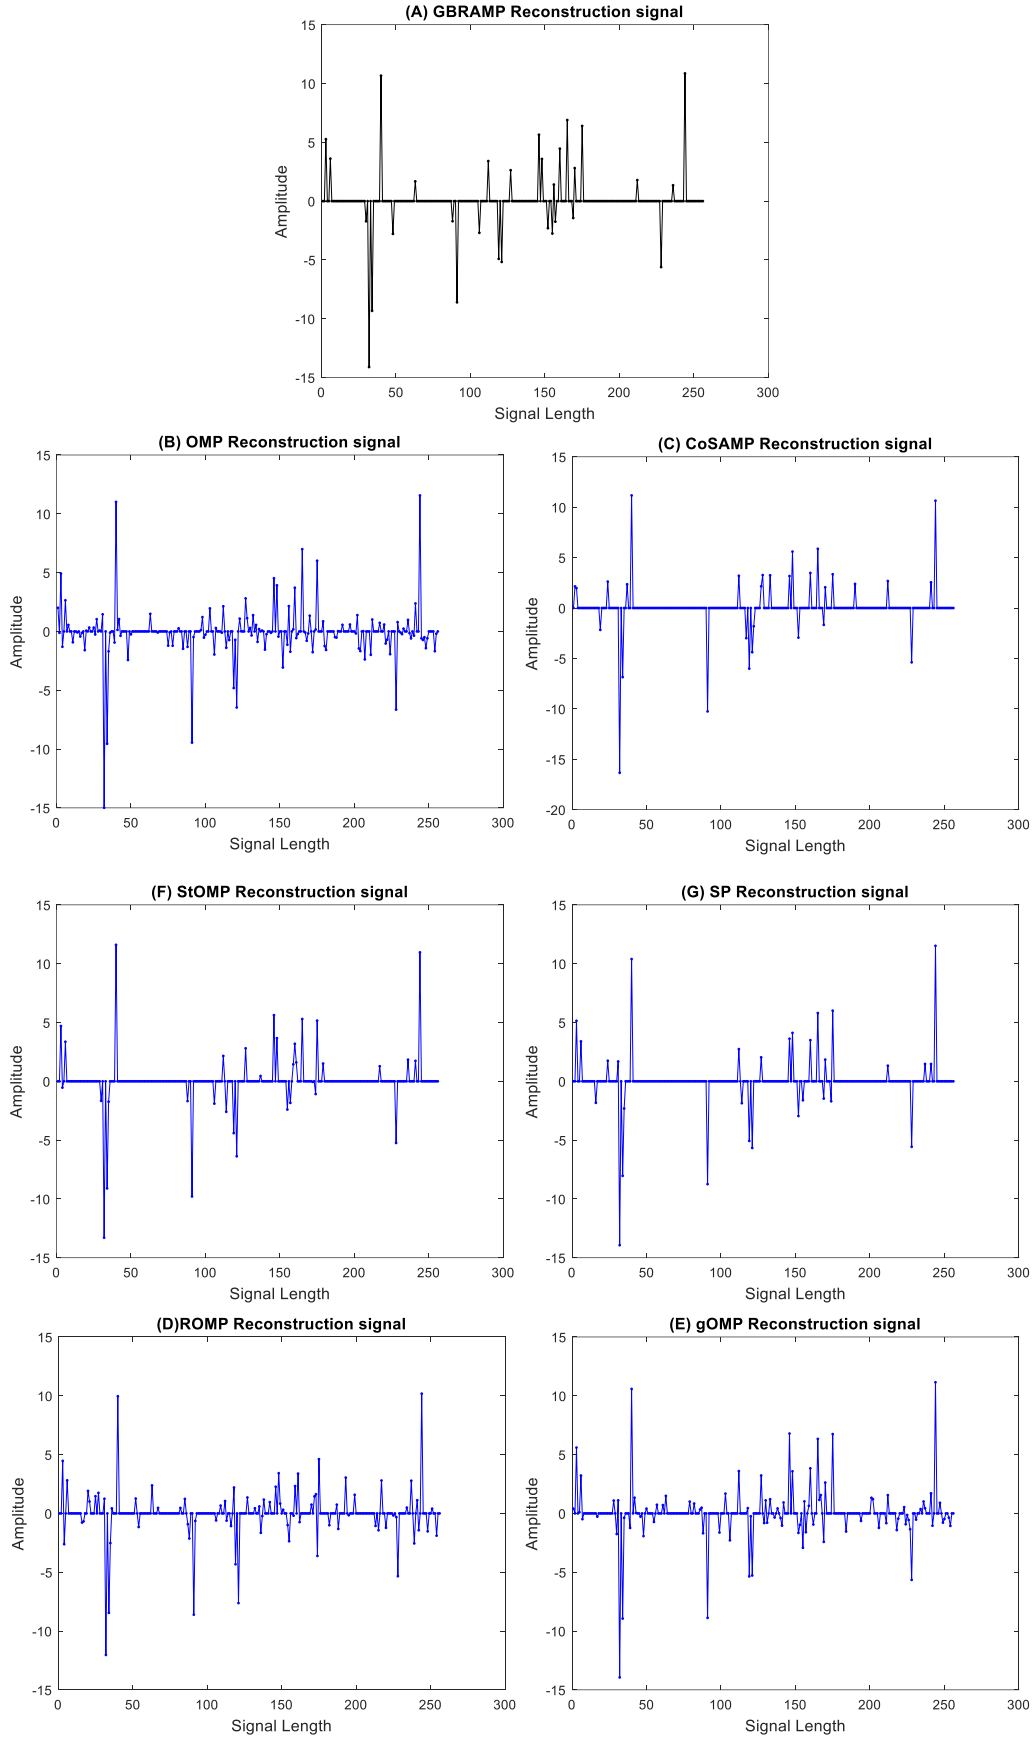 (A) GBRAMP Reconstruction signal
15
10
5
0
-5
-10
-15
Amplitude
0 50 100 150 200 250 300
Signal Length
(B) OMP Reconstruction signal
15
10
5
0
-5
-10
-15
Amplitude
0 50 100 150 200 250 300
Signal Length
(C) CoSAMP Reconstruction signal
15
10
5
0
-5
-10
-15
-20
Amplitude
0 50 100 150 200 250 300
Signal Length
(F) StOMP Reconstruction signal
15
10
5
0
-5
-10
-15
Amplitude
0 50 100 150 200 250 300
Signal Length
(G) SP Reconstruction signal
15
10
5
0
-5
-10
-15
Amplitude
0 50 100 150 200 250 300
Signal Length
(D)ROMP Reconstruction signal
15
10
5
0
-5
-10
-15
Amplitude
0 50 100 150 200 250 300
Signal Length
(E) gOMP Reconstruction signal
15
10
5
0
-5
-10
-15
Amplitude
0 50 100 150 200 250 300
Signal Length